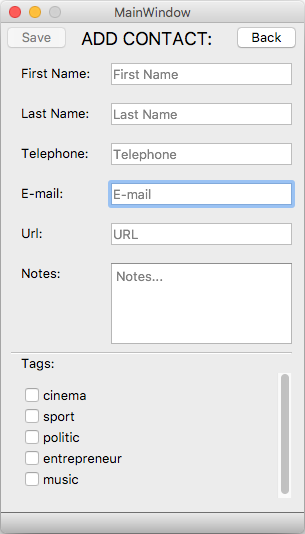 MainWindow
Save ADD CONTACT: Back
First Name: First Name
Last Name: Last Name
Telephone: Telephone
E-mail: E-mail
Url: URL
Notes: Notes...
Tags:
cinema
sport
politic
entrepreneur
music